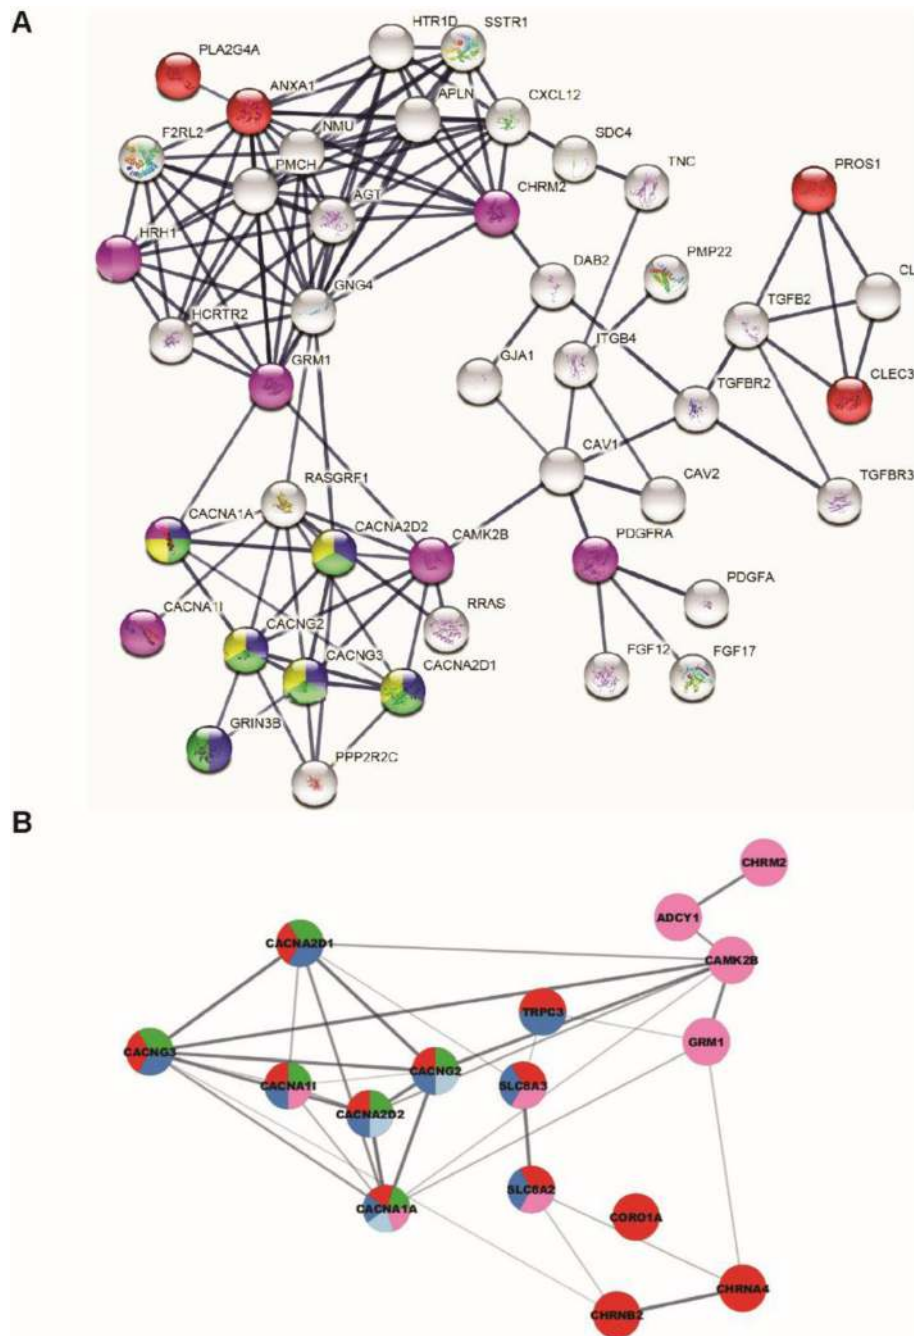 A
HTR1D
SSTR1
PLA2G4A
ANXA1
APLN
CXCL12
F2RL2
NMU
SDC4
PMCH
TNC
PROS1
AGT
CHRM2
HRH1
DAB2
PMP22
CL
GNG4
TGFB2
HCRTR2
ITGB4
GJA1
GRM1
TGFBR2
CLEC3
CAV1
RASGRF1
CAV2
TGFBR3
CACNA1A
CACNA2D2
CAMK2B
PDGFRA
PDGFA
CACNA1I
RRAS
CACNG2
CACNG3
CACNA2D1
FGF12
FGF17
GRIN3B
PPP2R2C
B
CHRM2
ADCY1
CACNA2D1
CAMK2B
TRPC3
CACNG3
GRM1
CACNG2
CACNA1I
SLC8A3
CACNA2D2
SLC8A2
CACNA1A
CORO1A
CHRNA4
CHRNB2